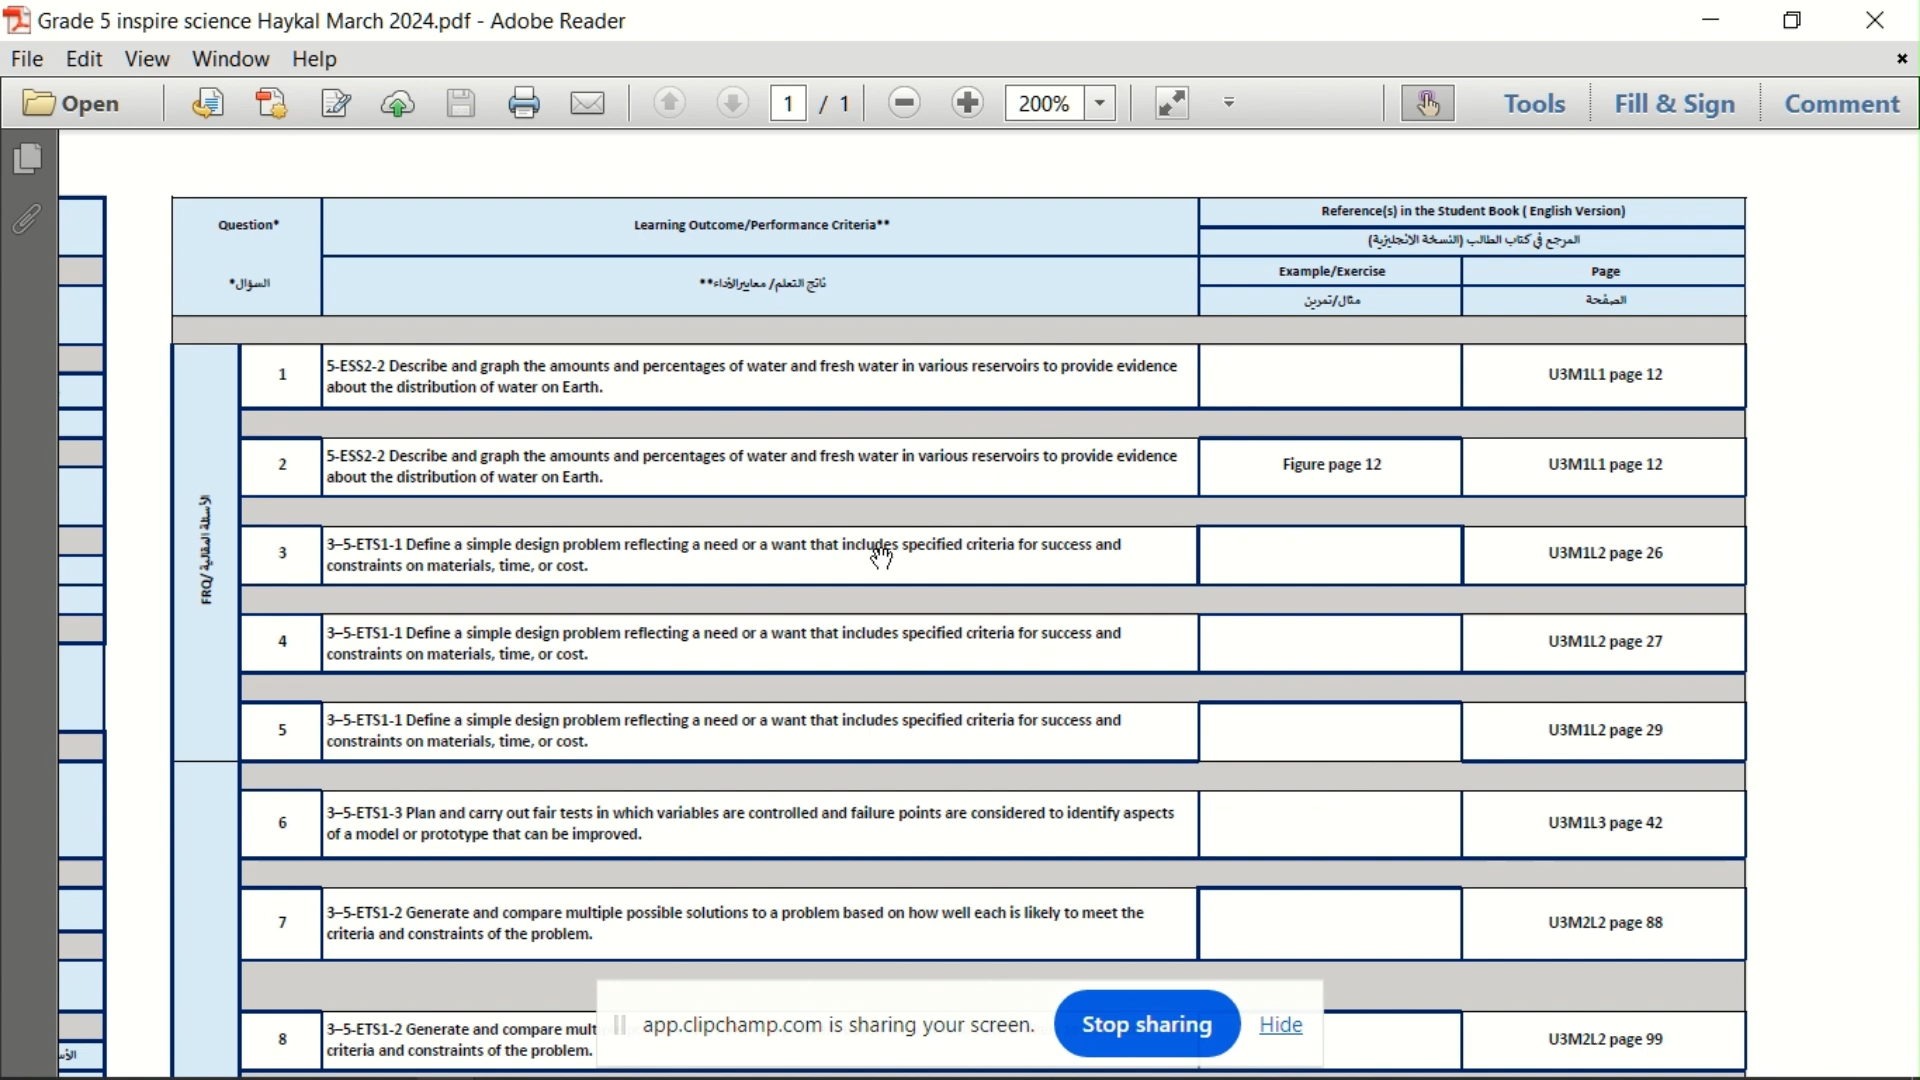 Grade 5 inspire science Haykal March 2024.pdf - Adobe Reader
File Edit View Window Help
Open 1 / 1 200% Tools Fill & Sign Comment
Question* Learning Outcome/Performance Criteria** Reference(s) in the Student Book ( English Version)
المرجع في كتاب الطالب (النسخة الانجليزية)
السؤال* ناتج التعلم/ معايير الأداء** Example/Exercise Page
مثال/تمرين الصفحة
الأسئلة المقالية /FRQ
1 5-ESS2-2 Describe and graph the amounts and percentages of water and fresh water in various reservoirs to provide evidence U3M1L1 page 12
about the distribution of water on Earth.
2 5-ESS2-2 Describe and graph the amounts and percentages of water and fresh water in various reservoirs to provide evidence Figure page 12 U3M1L1 page 12
about the distribution of water on Earth.
3 3–5-ETS1-1 Define a simple design problem reflecting a need or a want that includes specified criteria for success and U3M1L2 page 26
constraints on materials, time, or cost.
4 3–5-ETS1-1 Define a simple design problem reflecting a need or a want that includes specified criteria for success and U3M1L2 page 27
constraints on materials, time, or cost.
5 3–5-ETS1-1 Define a simple design problem reflecting a need or a want that includes specified criteria for success and U3M1L2 page 29
constraints on materials, time, or cost.
6 3–5-ETS1-3 Plan and carry out fair tests in which variables are controlled and failure points are considered to identify aspects U3M1L3 page 42
of a model or prototype that can be improved.
7 3–5-ETS1-2 Generate and compare multiple possible solutions to a problem based on how well each is likely to meet the U3M2L2 page 88
criteria and constraints of the problem.
8 3–5-ETS1-2 Generate and compare mult U3M2L2 page 99
criteria and constraints of the problem.
app.clipchamp.com is sharing your screen. Stop sharing Hide